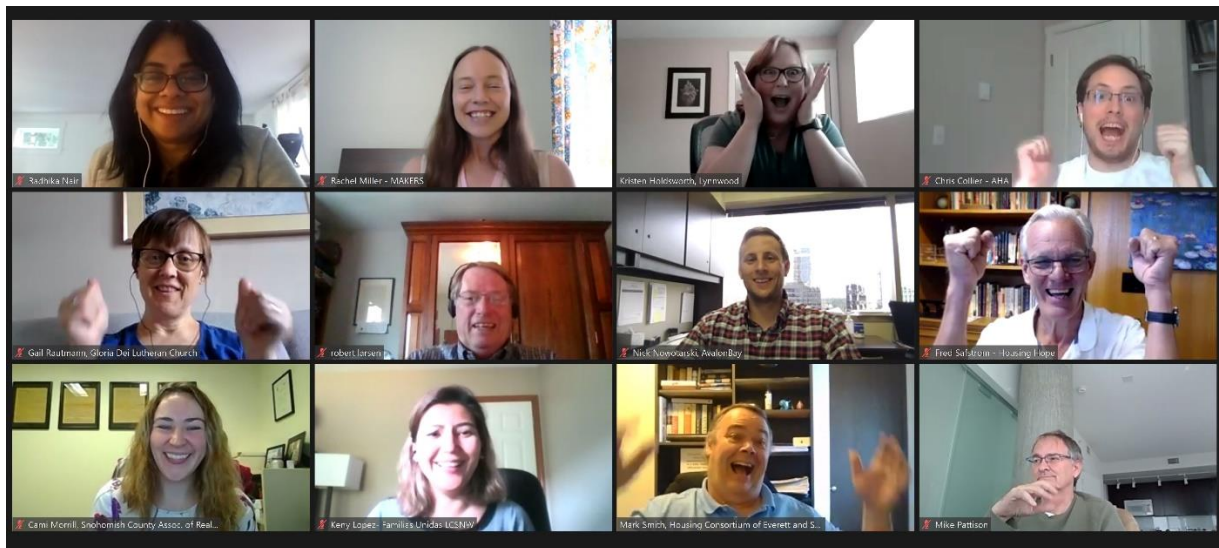 Radhika Nair
Rachel Miller - MAKERS
Kristen Holdsworth, Lynnwood
Chris Collier - AHA
Gail Rautmann, Gloria Dei Lutheran Church
robert larsen
Nick Nowotarski, AvalonBay
Fred Safstrom - Housing Hope
Cami Morrill, Snohomish County Assoc. of Real...
Keny Lopez- Familias Unidas LCSNW
Mark Smith, Housing Consortium of Everett and S...
Mike Pattison